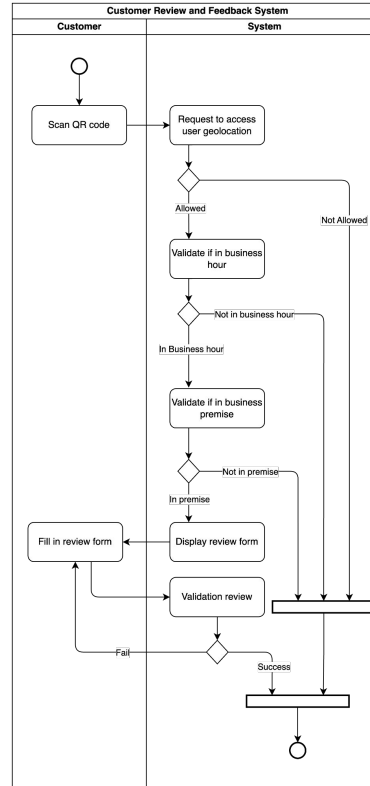 Customer Review and Feedback System
Customer
System
Scan QR code
Request to access
user geolocation
Allowed
Not Allowed
Validate if in business
hour
Not in business hour
In Business hour
Validate if in business
premise
Not in premise
In premise
Fill in review form
Display review form
Validation review
Fail
Success